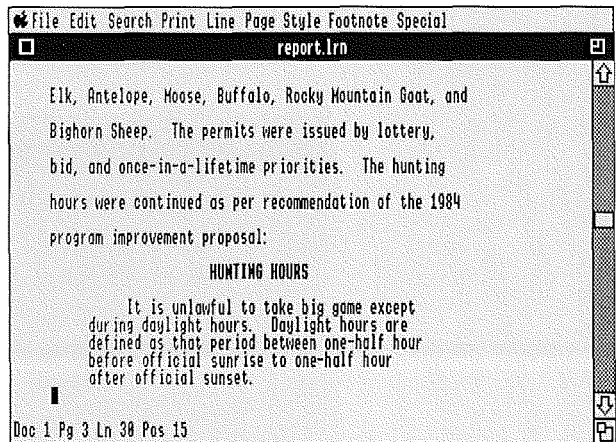 File Edit Search Print Line Page Style Footnote Special
report.lrn
Elk, Antelope, Moose, Buffalo, Rocky Mountain Goat, and
Bighorn Sheep. The permits were issued by lottery,
bid, and once-in-a-lifetime priorities. The hunting
hours were continued as per recommendation of the 1984
program improvement proposal:
HUNTING HOURS
It is unlawful to take big game except
during daylight hours. Daylight hours are
defined as that period between one-half hour
before official sunrise to one-half hour
after official sunset.
Doc 1 Pg 3 Ln 30 Pos 15